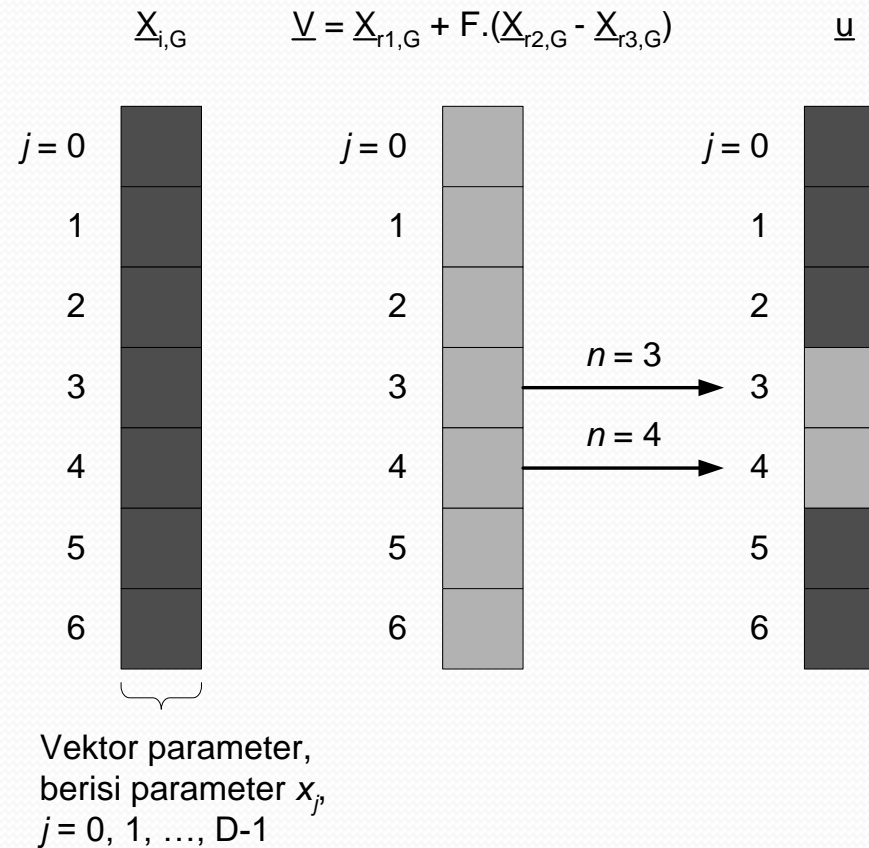 X_i,G V = X_r1,G + F.(X_r2,G - X_r3,G) u
j = 0 j = 0 j = 0
1 1 1
2 2 2
n = 3
3 3 3
n = 4
4 4 4
5 5 5
6 6 6
Vektor parameter,
berisi parameter x_j,
j = 0, 1, …, D-1